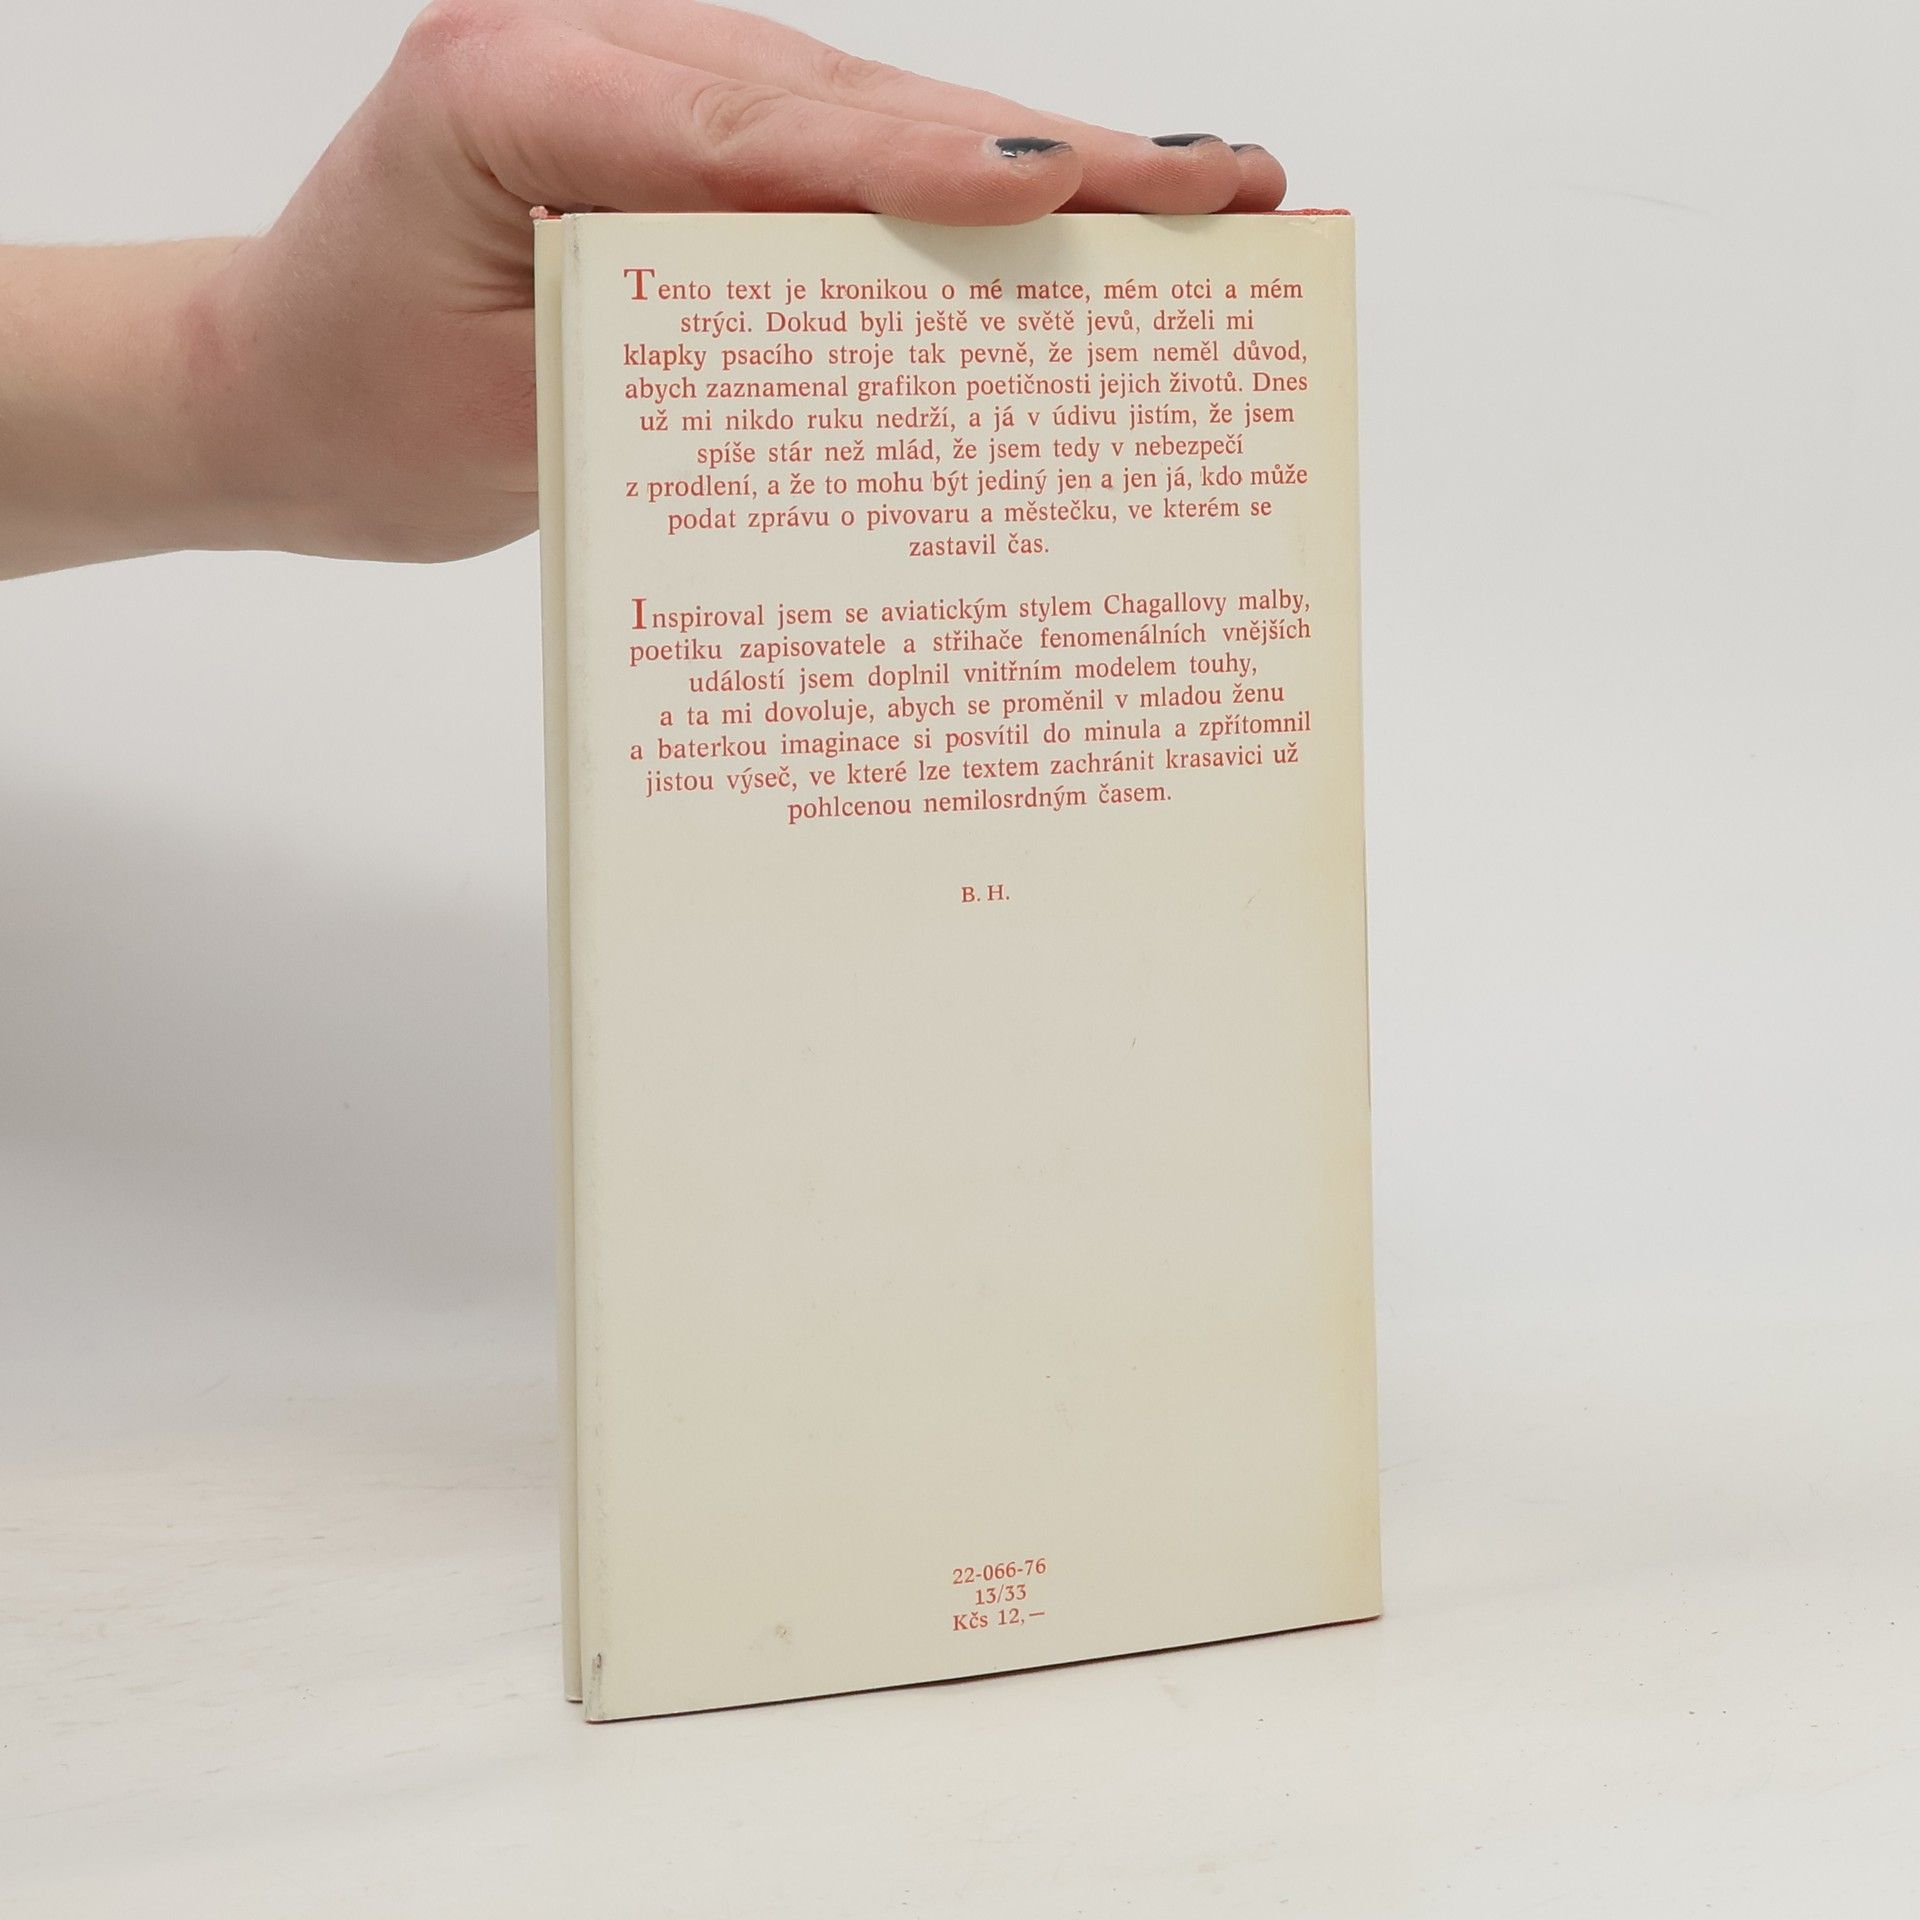 Tento text je kronikou o mé matce, mém otci a mém
strýci. Dokud byli ještě ve světě jevů, drželi mi
klapky psacího stroje tak pevně, že jsem neměl důvod,
abych zaznamenal grafikon poetičnosti jejich životů. Dnes
už mi nikdo ruku nedrží, a já v údivu jistím, že jsem
spíše stár než mlád, že jsem tedy v nebezpečí
z prodlení, a že to mohu být jediný jen a jen já, kdo může
podat zprávu o pivovaru a městečku, ve kterém se
zastavil čas.
Inspiroval jsem se aviatickým stylem Chagallovy malby,
poetiku zapisovatele a střihače fenomenálních vnějších
událostí jsem doplnil vnitřním modelem touhy,
a ta mi dovoluje, abych se proměnil v mladou ženu
a baterkou imaginace si posvítil do minula a zpřítomnil
jistou výseč, ve které lze textem zachránit krasavici už
pohlcenou nemilosrdným časem.
B. H.
22-066-76
13/33
Kčs 12,—